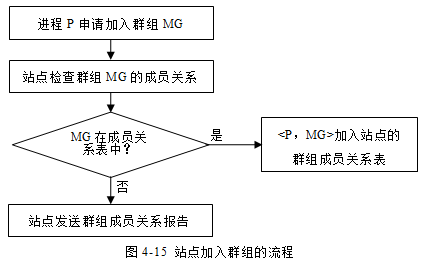 进程 P 申请加入群组 MG
站点检查群组 MG 的成员关系
MG 在成员关
系表中？
是
<P，MG>加入站点的
群组成员关系表
否
站点发送群组成员关系报告
图 4-15 站点加入群组的流程